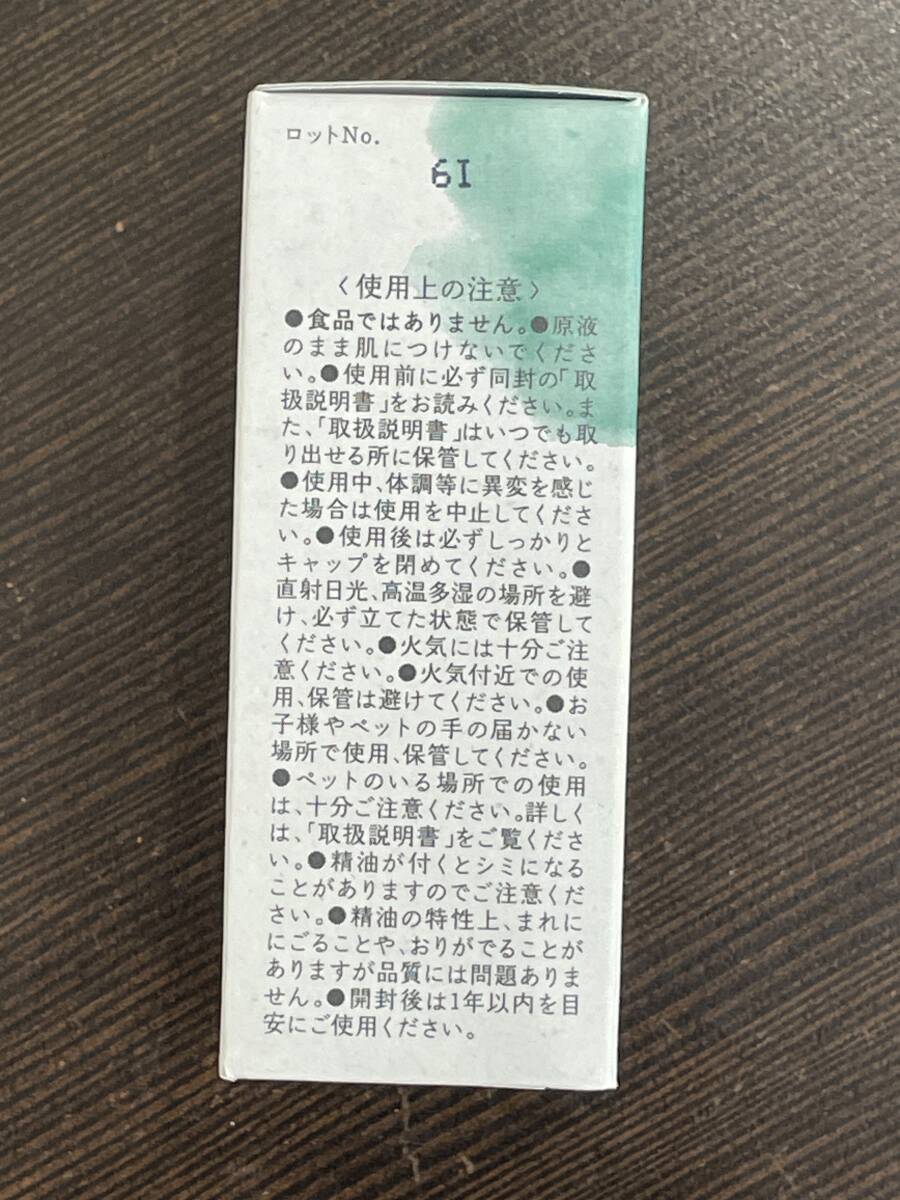 ロットNo.
6I
〈使用上の注意〉
●食品ではありません。●原液
のまま肌につけないでくださ
い。●使用前に必ず同封の「取
扱説明書」をお読みください。ま
た、「取扱説明書」はいつでも取
り出せる所に保管してください。
●使用中、体調等に異変を感じ
た場合は使用を中止してくださ
い。●使用後は必ずしっかりと
キャップを閉めてください。●
直射日光、高温多湿の場所を避
け、必ず立てた状態で保管して
ください。●火気には十分ご注
意ください。●火気付近での使
用、保管は避けてください。●お
子様やペットの手の届かない
場所で使用、保管してください。
●ペットのいる場所での使用
は、十分ご注意ください。詳しく
は、「取扱説明書」をご覧くださ
い。●精油が付くとシミになる
ことがありますのでご注意くだ
さい。●精油の特性上、まれに
にごることや、おりがでることが
ありますが品質には問題ありま
せん。●開封後は1年以内を目
安にご使用ください。